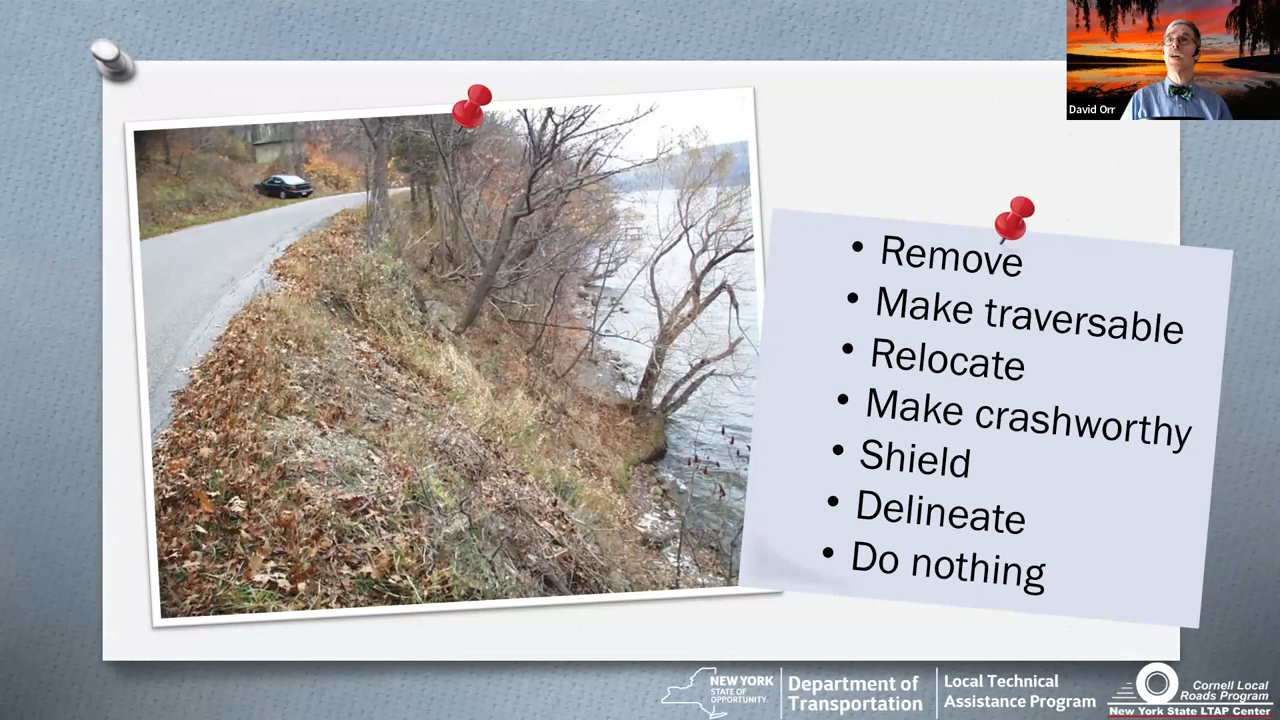 David Orr
• Remove
• Make traversable
• Relocate
• Make crashworthy
• Shield
• Delineate
• Do nothing
NEW YORK
STATE OF
OPPORTUNITY.
Department of
Transportation
Local Technical
Assistance Program
Cornell Local
Roads Program
New York State LTAP Center